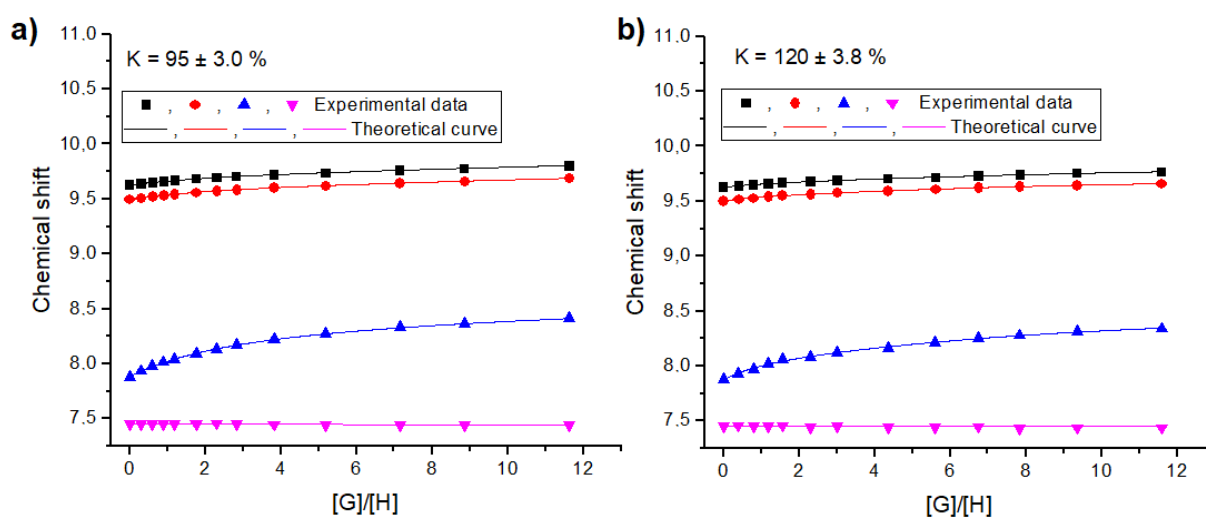 a)
K = 95 ± 3.0 %
, , , Experimental data
, , , Theoretical curve
Chemical shift
11.0
10.5
10.0
9.5
9.0
8.5
8.0
7.5
0 2 4 6 8 10 12
[G]/[H]
b)
K = 120 ± 3.8 %
, , , Experimental data
, , , Theoretical curve
Chemical shift
11.0
10.5
10,0
9.5
9,0
8.5
8.0
7.5
0 2 4 6 8 10 12
[G]/[H]